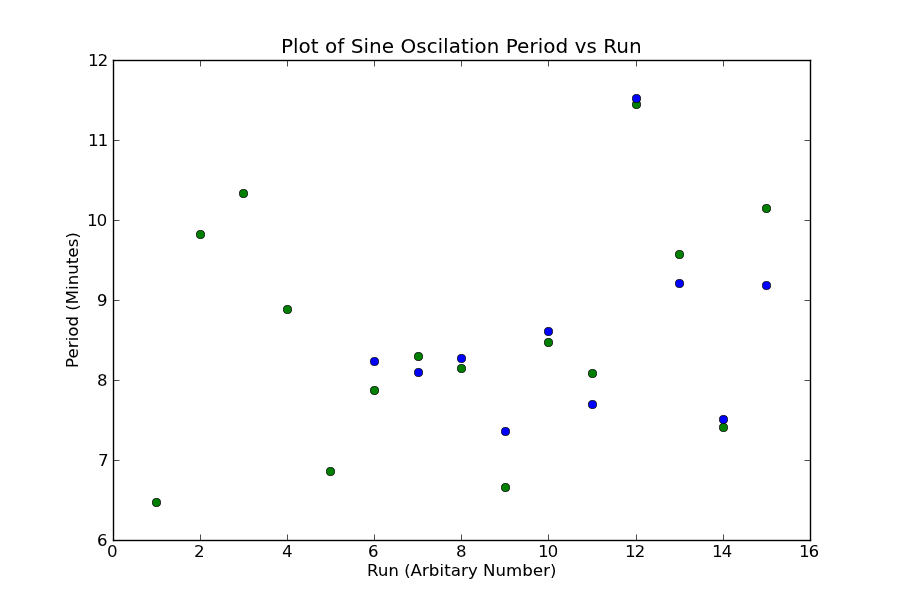 Plot of Sine Oscilation Period vs Run
12
11
10
9
8
7
6
Period (Minutes)
0 2 4 6 8 10 12 14 16
Run (Arbitary Number)